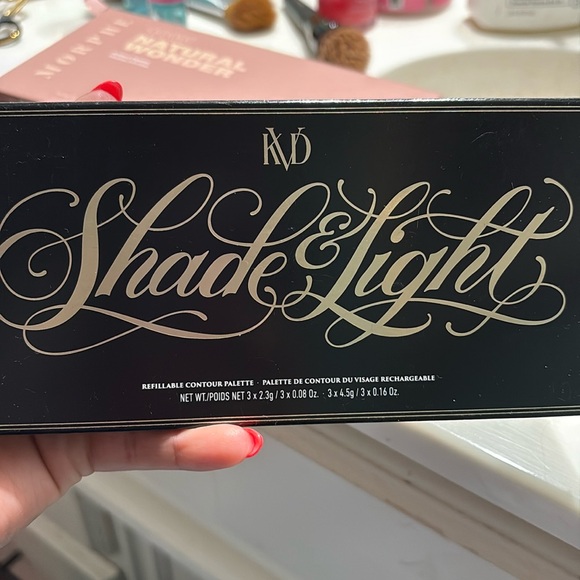 MORPHE
NATURAL
WONDER
KVD
Shade & Light
REFILLABLE CONTOUR PALETTE · PALETTE DE CONTOUR DU VISAGE RECHARGEABLE
NET WT./POIDS NET 3 x 2.3g / 3 x 0.08 Oz. · 3 x 4.5g / 3 x 0.16 Oz.